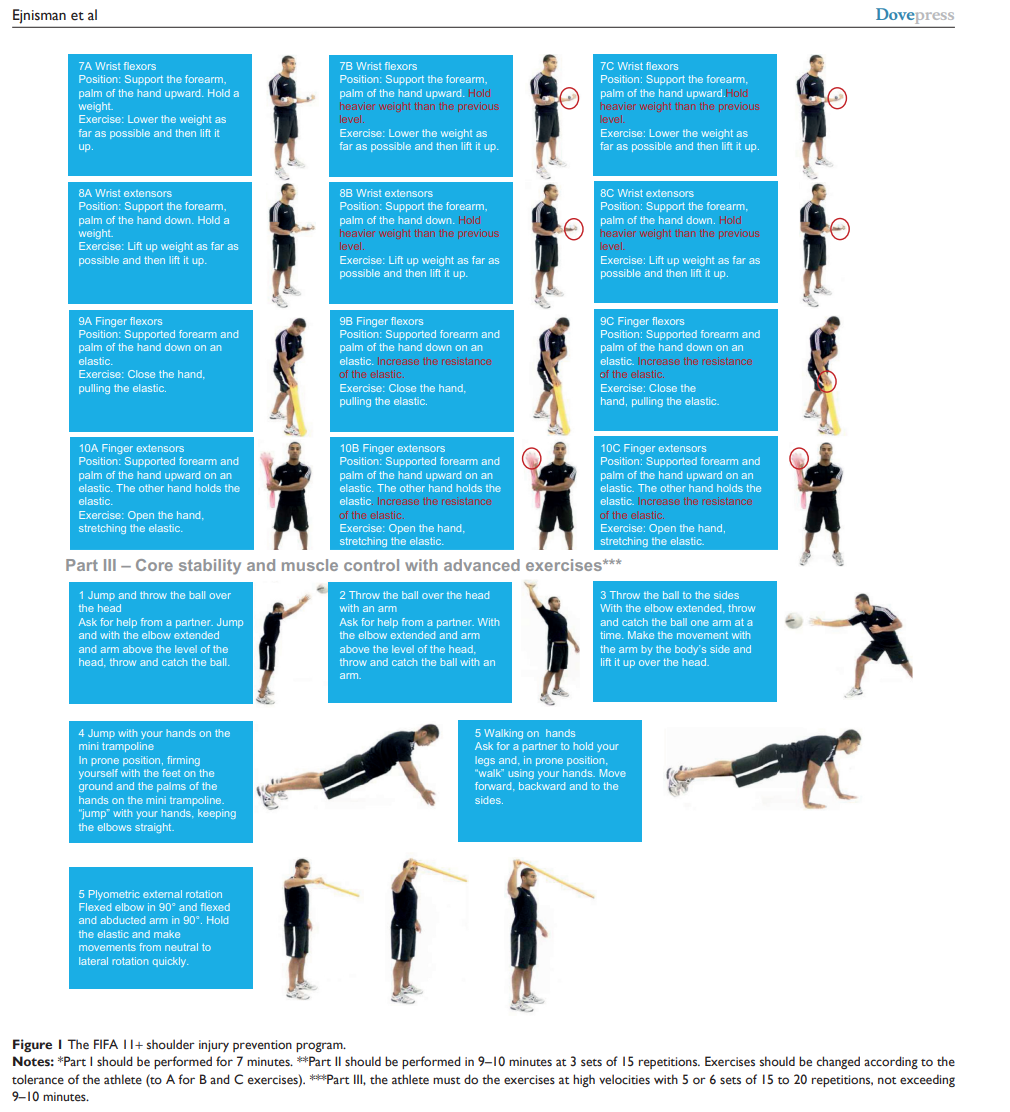 Ejnisman et al
Dovepress
7A Wrist flexors
Position: Support the forearm,
palm of the hand upward. Hold a
weight.
Exercise: Lower the weight as
far as possible and then lift it
up.
7B Wrist flexors
Position: Support the forearm,
palm of the hand upward. Hold
heavier weight than the previous
level.
Exercise: Lower the weight as
far as possible and then lift it up.
7C Wrist flexors
Position: Support the forearm,
palm of the hand upward.Hold
heavier weight than the previous
level.
Exercise: Lower the weight as
far as possible and then lift it up.
8A Wrist extensors
Position: Support the forearm,
palm of the hand down. Hold a
weight.
Exercise: Lift up weight as far as
possible and then lift it up.
8B Wrist extensors
Position: Support the forearm,
palm of the hand down. Hold
heavier weight than the previous
level.
Exercise: Lift up weight as far as
possible and then lift it up.
8C Wrist extensors
Position: Support the forearm,
palm of the hand down. Hold
heavier weight than the previous
level.
Exercise: Lift up weight as far as
possible and then lift it up.
9A Finger flexors
Position: Supported forearm and
palm of the hand down on an
elastic.
Exercise: Close the hand,
pulling the elastic.
9B Finger flexors
Position: Supported forearm and
palm of the hand down on an
elastic. Increase the resistance
of the elastic.
Exercise: Close the hand,
pulling the elastic.
9C Finger flexors
Position: Supported forearm and
palm of the hand down on an
elastic. Increase the resistance
of the elastic.
Exercise: Close the
hand, pulling the elastic.
10A Finger extensors
Position: Supported forearm and
palm of the hand upward on an
elastic. The other hand holds the
elastic.
Exercise: Open the hand,
stretching the elastic.
10B Finger extensors
Position: Supported forearm and
palm of the hand upward on an
elastic. The other hand holds the
elastic. Increase the resistance
of the elastic.
Exercise: Open the hand,
stretching the elastic.
10C Finger extensors
Position: Supported forearm and
palm of the hand upward on an
elastic. The other hand holds the
elastic. Increase the resistance
of the elastic.
Exercise: Open the hand,
stretching the elastic.
Part III – Core stability and muscle control with advanced exercises***
1 Jump and throw the ball over
the head
Ask for help from a partner. Jump
and with the elbow extended
and arm above the level of the
head, throw and catch the ball.
2 Throw the ball over the head
with an arm
Ask for help from a partner. With
the elbow extended and arm
above the level of the head,
throw and catch the ball with an
arm.
3 Throw the ball to the sides
With the elbow extended, throw
and catch the ball one arm at a
time. Make the movement with
the arm by the body's side and
lift it up over the head.
4 Jump with your hands on the
mini trampoline
In prone position, firming
yourself with the feet on the
ground and the palms of the
hands on the mini trampoline.
“jump” with your hands, keeping
the elbows straight.
5 Walking on hands
Ask for a partner to hold your
legs and, in prone position,
“walk” using your hands. Move
forward, backward and to the
sides.
5 Plyometric external rotation
Flexed elbow in 90° and flexed
and abducted arm in 90°. Hold
the elastic and make
movements from neutral to
lateral rotation quickly.
Figure 1 The FIFA 11+ shoulder injury prevention program.
Notes: *Part I should be performed for 7 minutes. **Part II should be performed in 9–10 minutes at 3 sets of 15 repetitions. Exercises should be changed according to the
tolerance of the athlete (to A for B and C exercises). ***Part III, the athlete must do the exercises at high velocities with 5 or 6 sets of 15 to 20 repetitions, not exceeding
9–10 minutes.